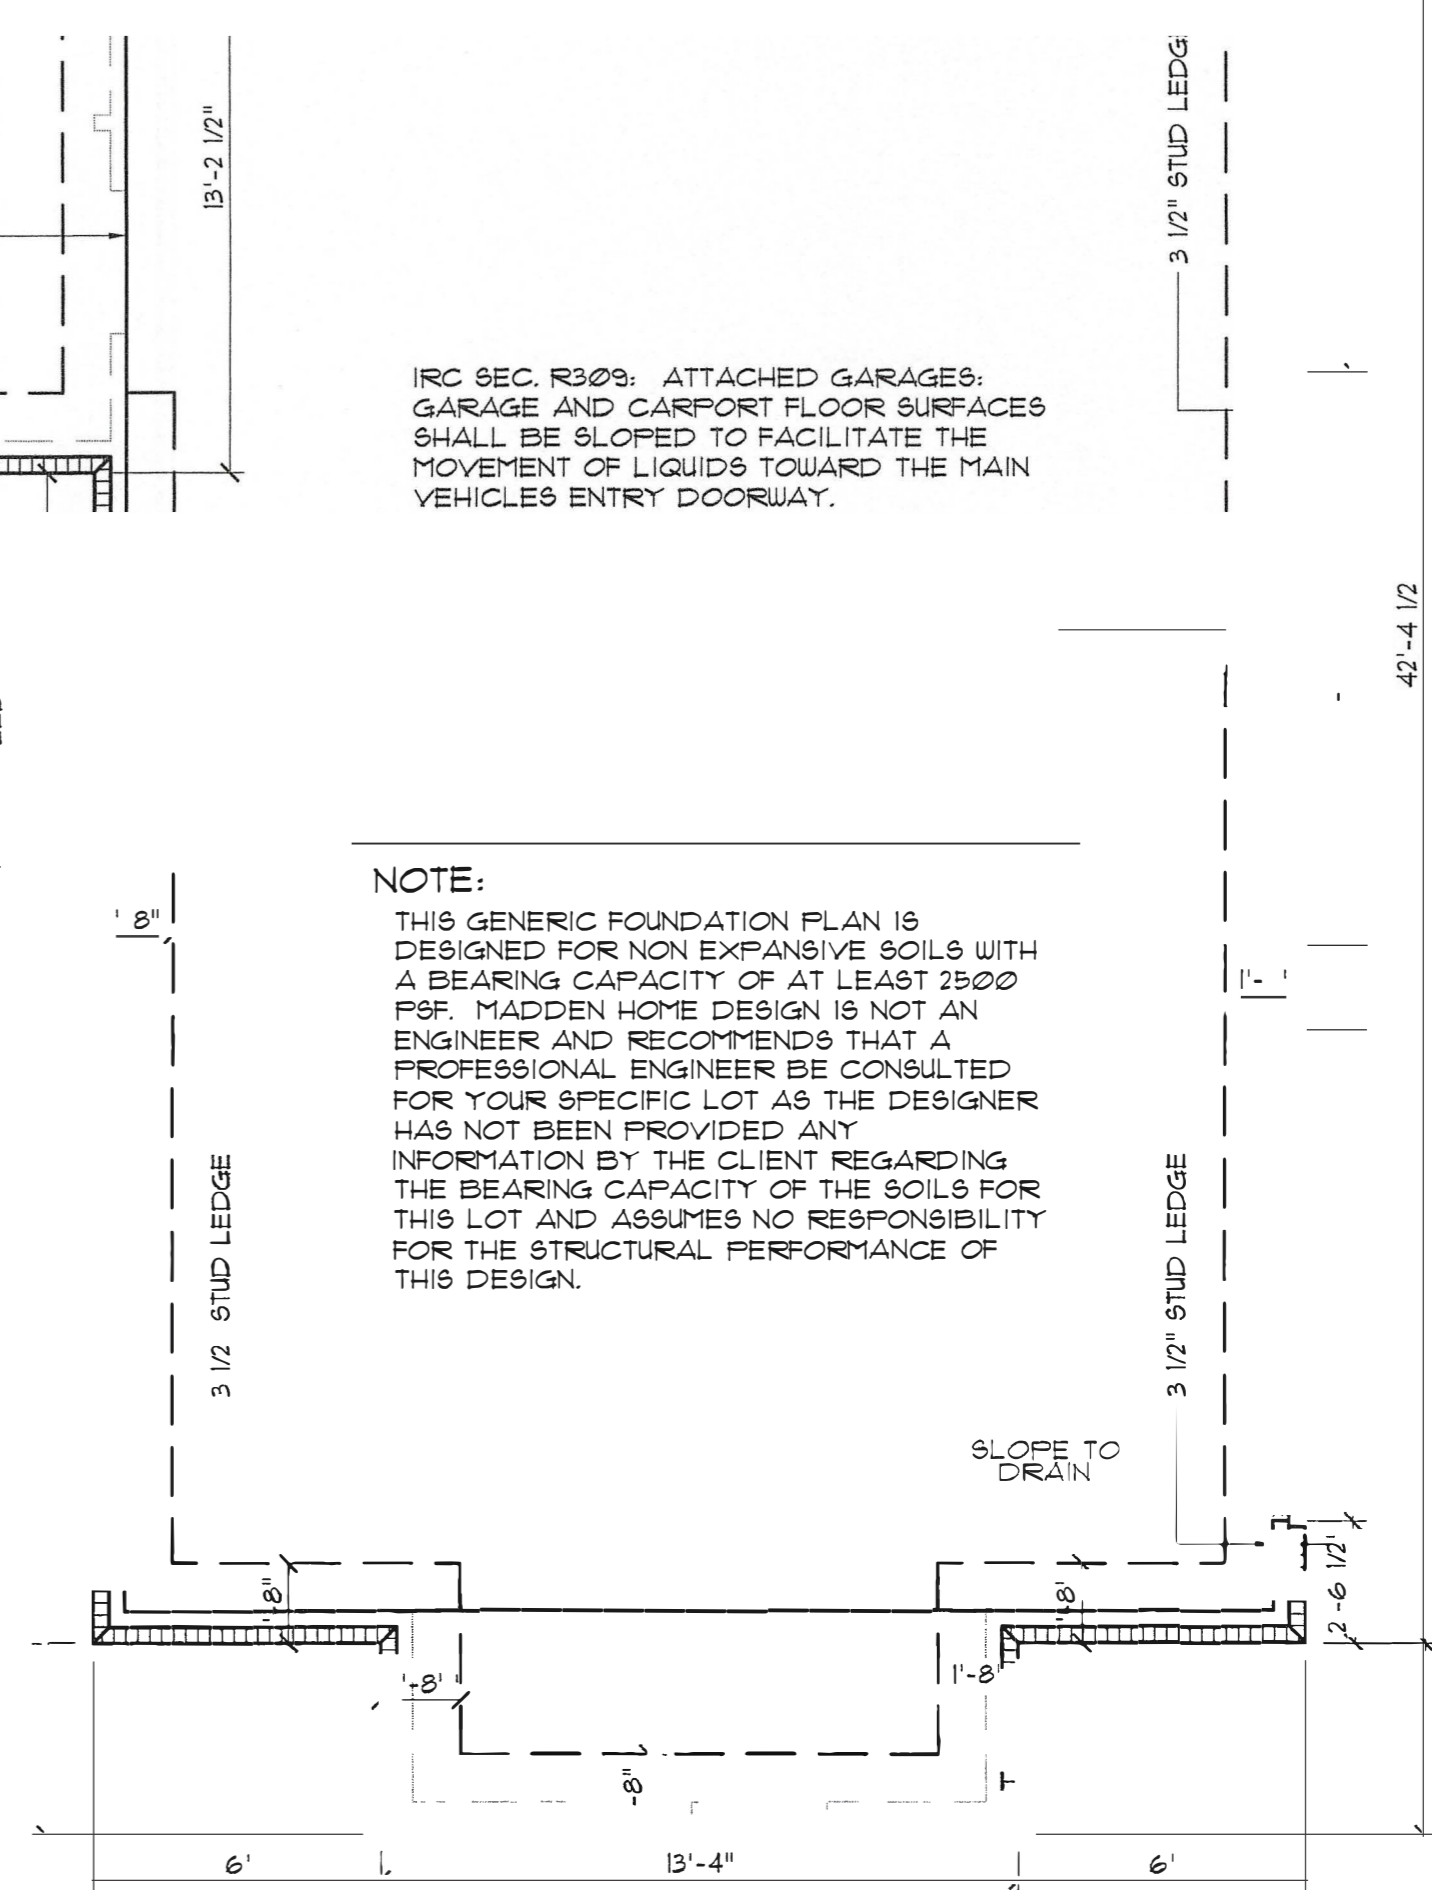 13'-2 1/2"
3 1/2" STUD LEDG
IRC SEC. R309: ATTACHED GARAGES:
GARAGE AND CARPORT FLOOR SURFACES
SHALL BE SLOPED TO FACILITATE THE
MOVEMENT OF LIQUIDS TOWARD THE MAIN
VEHICLES ENTRY DOORWAY.
42'-4 1/2
NOTE:
THIS GENERIC FOUNDATION PLAN IS
DESIGNED FOR NON EXPANSIVE SOILS WITH
A BEARING CAPACITY OF AT LEAST 2500
PSF. MADDEN HOME DESIGN IS NOT AN
ENGINEER AND RECOMMENDS THAT A
PROFESSIONAL ENGINEER BE CONSULTED
FOR YOUR SPECIFIC LOT AS THE DESIGNER
HAS NOT BEEN PROVIDED ANY
INFORMATION BY THE CLIENT REGARDING
THE BEARING CAPACITY OF THE SOILS FOR
THIS LOT AND ASSUMES NO RESPONSIBILITY
FOR THE STRUCTURAL PERFORMANCE OF
THIS DESIGN.
' 8"
1'-
3 1/2 STUD LEDGE
3 1/2" STUD LEDGE
SLOPE TO
DRAIN
'-8"
'-8'
2'-6 1/2'
'-8'
1'-8'
-8"
6'
13'-4"
6'